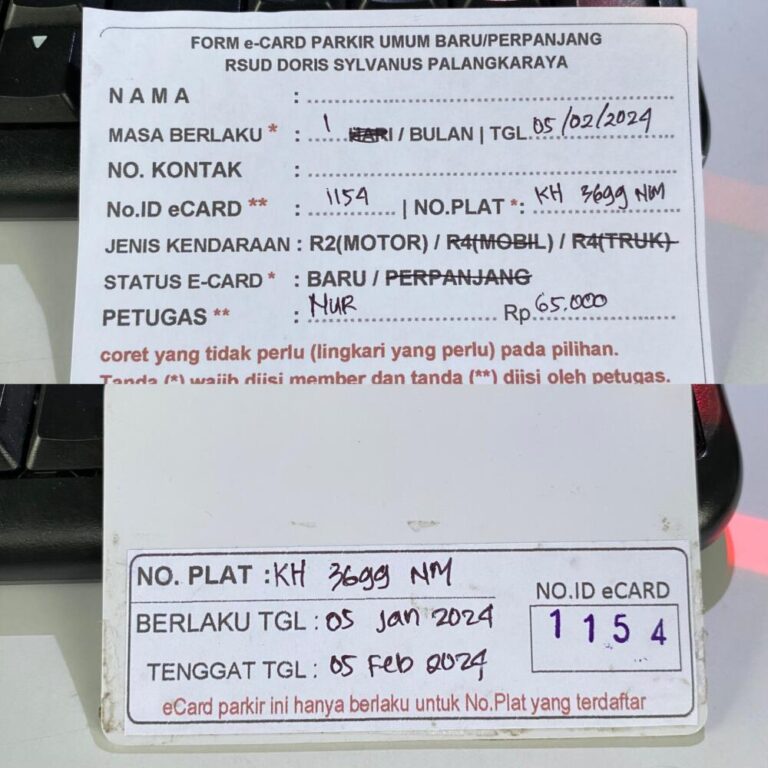 FORM e-CARD PARKIR UMUM BARU/PERPANJANG
RSUD DORIS SYLVANUS PALANGKARAYA
NAMA :
MASA BERLAKU * : 1 HARI / BULAN | TGL. 05/02/2024
NO. KONTAK :
No.ID eCARD ** : 1154 | NO.PLAT *: KH 3699 NM
JENIS KENDARAAN : R2(MOTOR) / R4(MOBIL) / R4(TRUK)
STATUS E-CARD * : BARU / PERPANJANG
PETUGAS ** : NUR Rp 65.000
coret yang tidak perlu (lingkari yang perlu) pada pilihan.
Tanda (*) wajib diisi member dan tanda (**) diisi oleh petugas.
NO. PLAT : KH 3699 NM
BERLAKU TGL : 05 Jan 2024
TENGGAT TGL : 05 Feb 2024
NO.ID eCARD
1154
eCard parkir ini hanya berlaku untuk No.Plat yang terdaftar